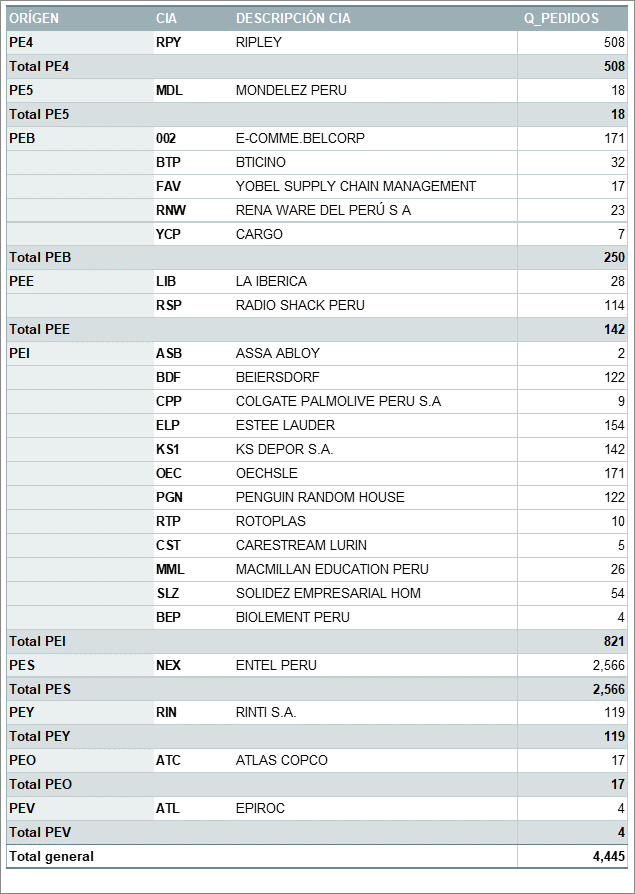 ORÍGEN CIA DESCRIPCIÓN CIA Q_PEDIDOS
PE4 RPY RIPLEY 508
Total PE4 508
PE5 MDL MONDELEZ PERU 18
Total PE5 18
PEB 002 E-COMME.BELCORP 171
BTP BTICINO 32
FAV YOBEL SUPPLY CHAIN MANAGEMENT 17
RNW RENA WARE DEL PERÚ S A 23
YCP CARGO 7
Total PEB 250
PEE LIB LA IBERICA 28
RSP RADIO SHACK PERU 114
Total PEE 142
PEI ASB ASSA ABLOY 2
BDF BEIERSDORF 122
CPP COLGATE PALMOLIVE PERU S.A 9
ELP ESTEE LAUDER 154
KS1 KS DEPOR S.A. 142
OEC OECHSLE 171
PGN PENGUIN RANDOM HOUSE 122
RTP ROTOPLAS 10
CST CARESTREAM LURIN 5
MML MACMILLAN EDUCATION PERU 26
SLZ SOLIDEZ EMPRESARIAL HOM 54
BEP BIOLEMENT PERU 4
Total PEI 821
PES NEX ENTEL PERU 2,566
Total PES 2,566
PEY RIN RINTI S.A. 119
Total PEY 119
PEO ATC ATLAS COPCO 17
Total PEO 17
PEV ATL EPIROC 4
Total PEV 4
Total general 4,445